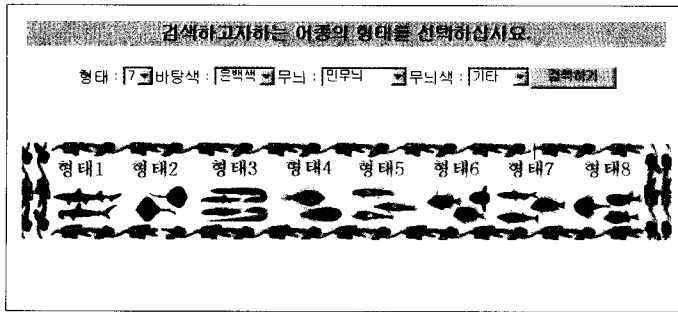 검색하고자하는 어종의 형태를 선택하십시요.
형태 : 7 바탕색 : 은백색 무늬 : 민무늬 무늬색 : 기타 검색하기
형태1 형태2 형태3 형태4 형태5 형태6 형태7 형태8